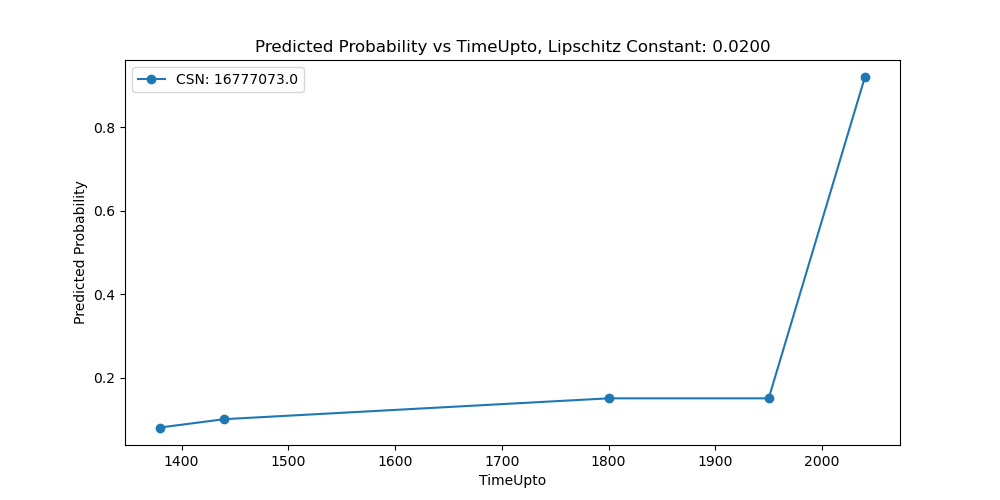 Predicted Probability vs TimeUpto, Lipschitz Constant: 0.0200
CSN: 16777073.0
Predicted Probability
0.8
0.6
0.4
0.2
1400 1500 1600 1700 1800 1900 2000
TimeUpto